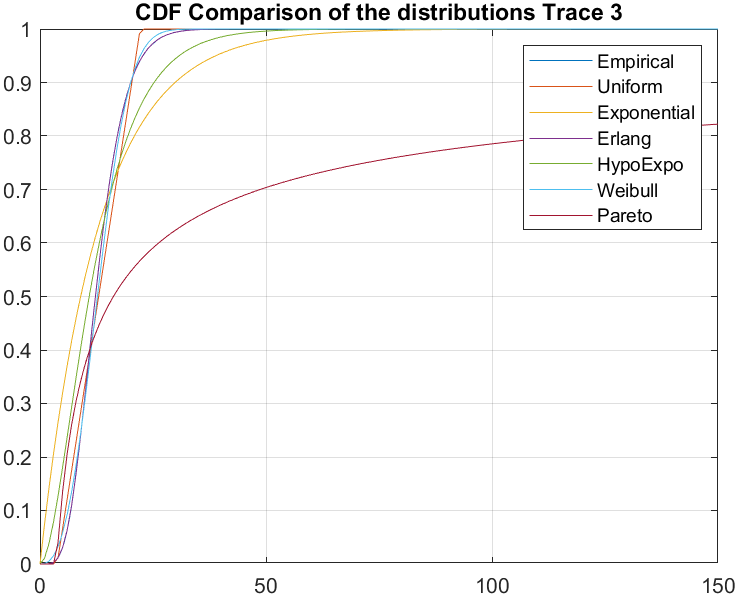 CDF Comparison of the distributions Trace 3
1
0.9
0.8
0.7
0.6
0.5
0.4
0.3
0.2
0.1
0
Empirical
Uniform
Exponential
Erlang
HypoExpo
Weibull
Pareto
0 50 100 150